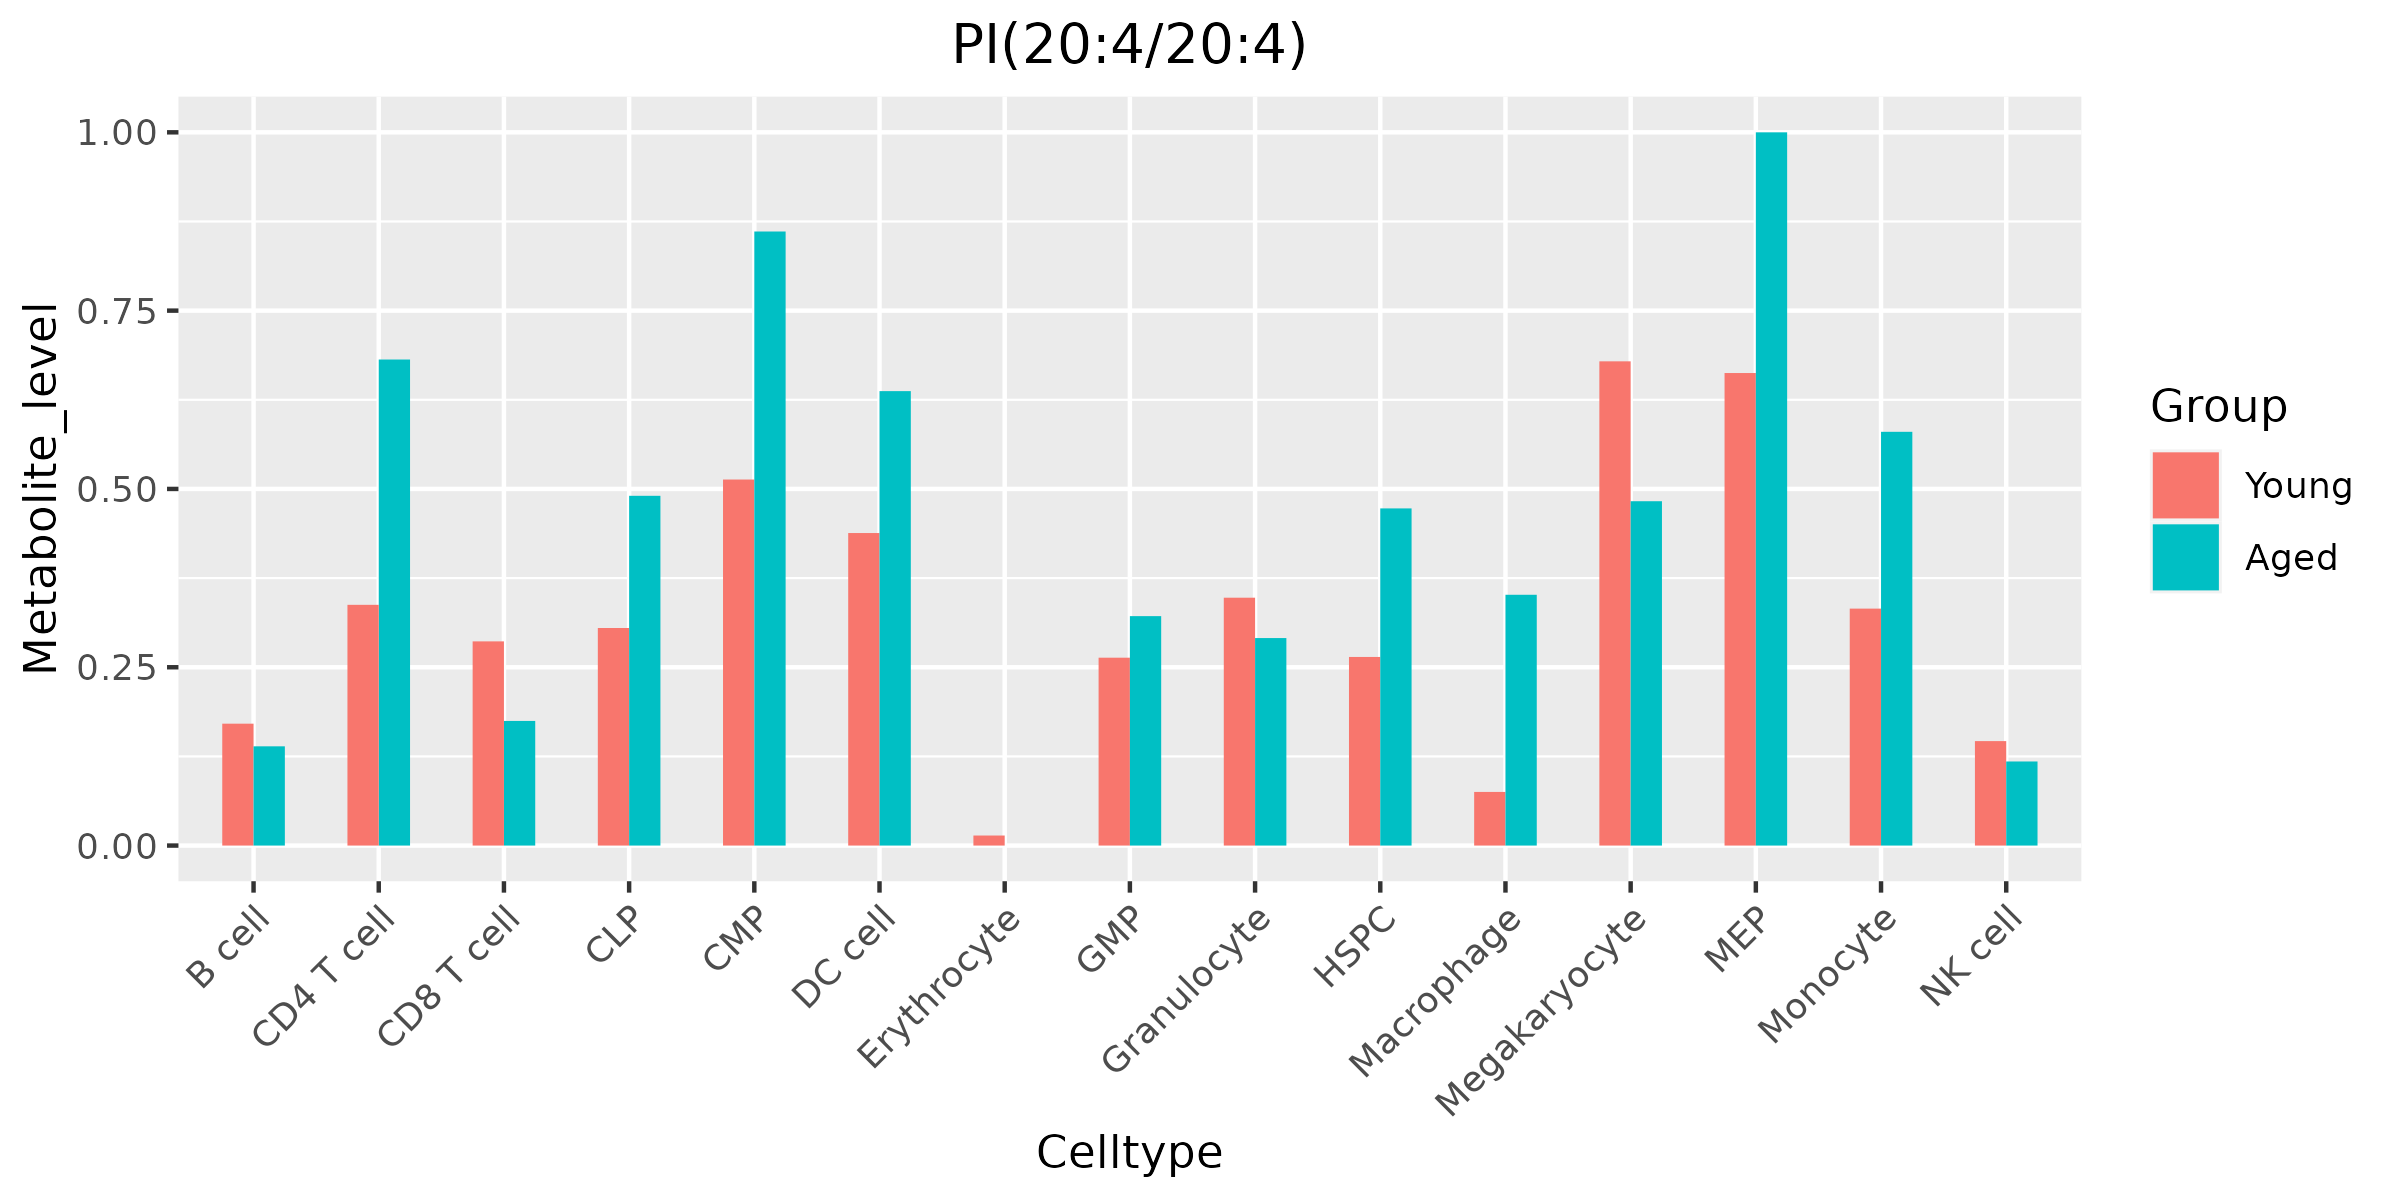 PI(20:4/20:4)
Metabolite_level
1.00
0.75
0.50
0.25
0.00
B cell
CD4 T cell
CD8 T cell
CLP
CMP
DC cell
Erythrocyte
GMP
Granulocyte
HSPC
Macrophage
Megakaryocyte
MEP
Monocyte
NK cell
Celltype
Group
Young
Aged